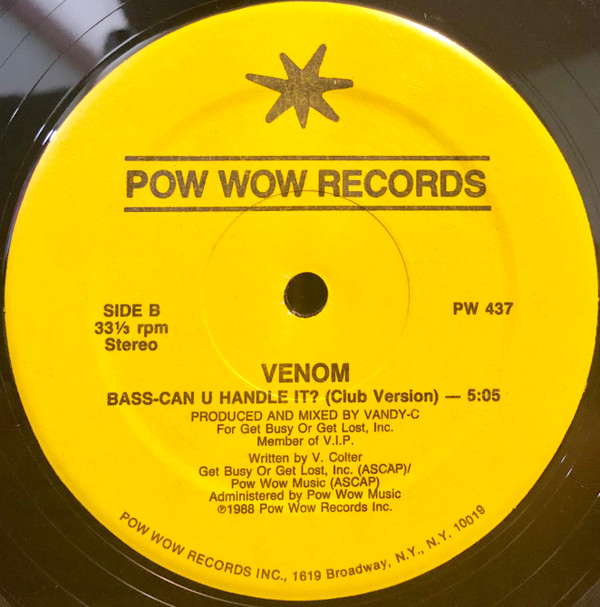 POW WOW RECORDS
SIDE B
33⅓ rpm
Stereo
PW 437
VENOM
BASS-CAN U HANDLE !T? (Club Version) — 5:05
PRODUCED AND MIXED BY VANDY-C
For Get Busy Or Get Lost, Inc.
Member of V.I.P.
Written by V. Colter
Get Busy Or Get Lost, Inc. (ASCAP)/
Pow Wow Music (ASCAP)
Administered by Pow Wow Music
℗1988 Pow Wow Records Inc.
POW WOW RECORDS INC., 1619 Broadway, N.Y., N.Y. 10019